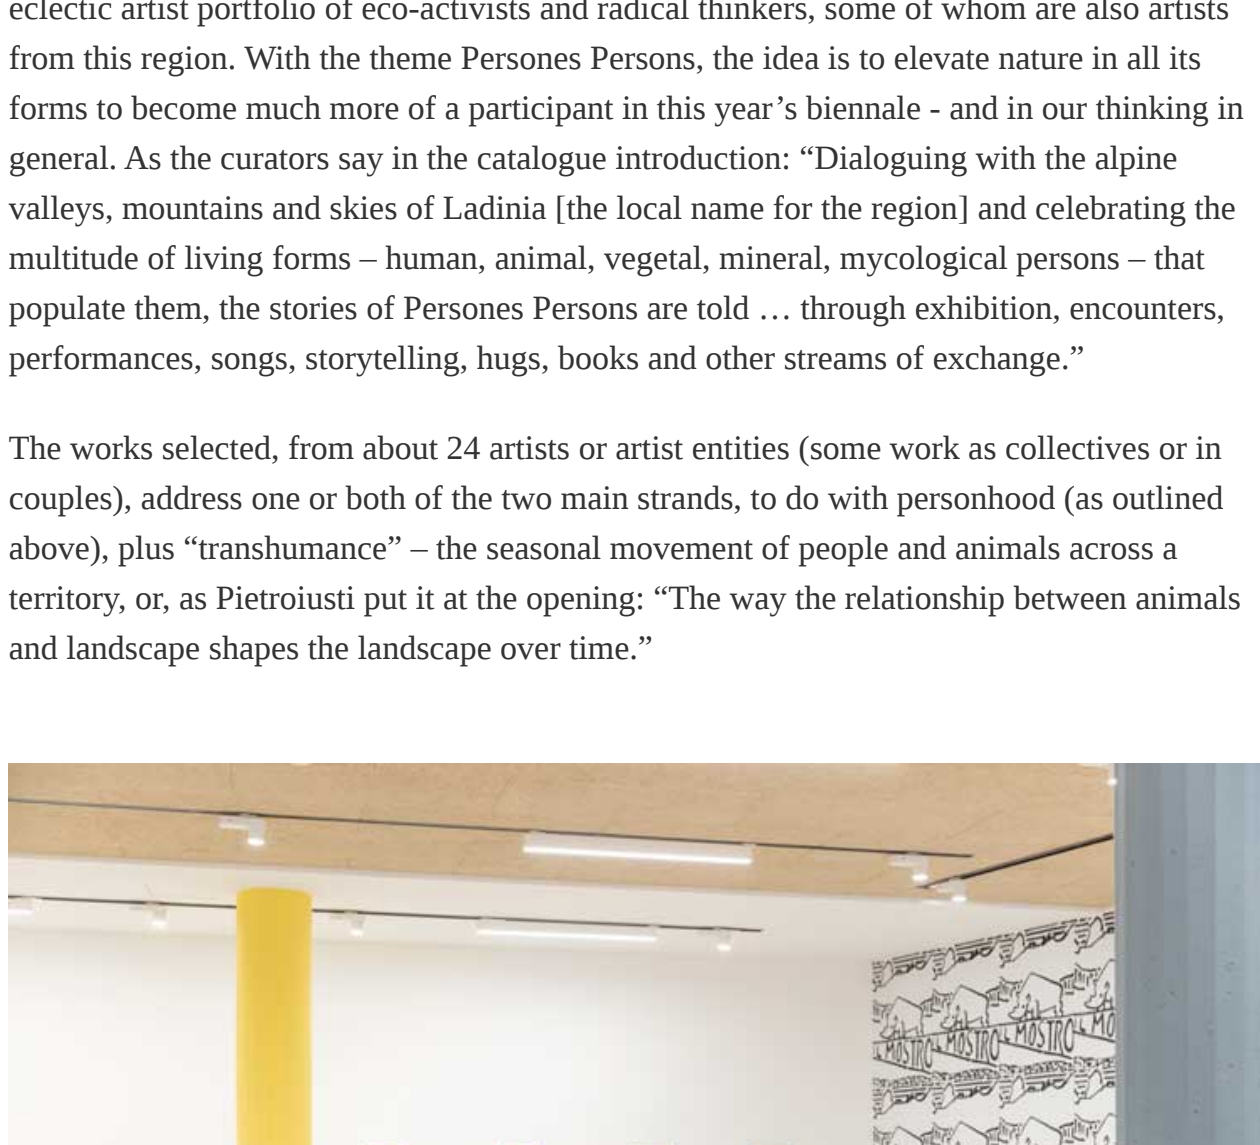 eclectic artist portfolio of eco-activists and radical thinkers, some of whom are also artists
from this region. With the theme Persones Persons, the idea is to elevate nature in all its
forms to become much more of a participant in this year’s biennale - and in our thinking in
general. As the curators say in the catalogue introduction: “Dialoguing with the alpine
valleys, mountains and skies of Ladinia [the local name for the region] and celebrating the
multitude of living forms – human, animal, vegetal, mineral, mycological persons – that
populate them, the stories of Persones Persons are told … through exhibition, encounters,
performances, songs, storytelling, hugs, books and other streams of exchange.”
The works selected, from about 24 artists or artist entities (some work as collectives or in
couples), address one or both of the two main strands, to do with personhood (as outlined
above), plus “transhumance” – the seasonal movement of people and animals across a
territory, or, as Pietroiusti put it at the opening: “The way the relationship between animals
and landscape shapes the landscape over time.”
MOSTRO MOSTRO MOSTRO